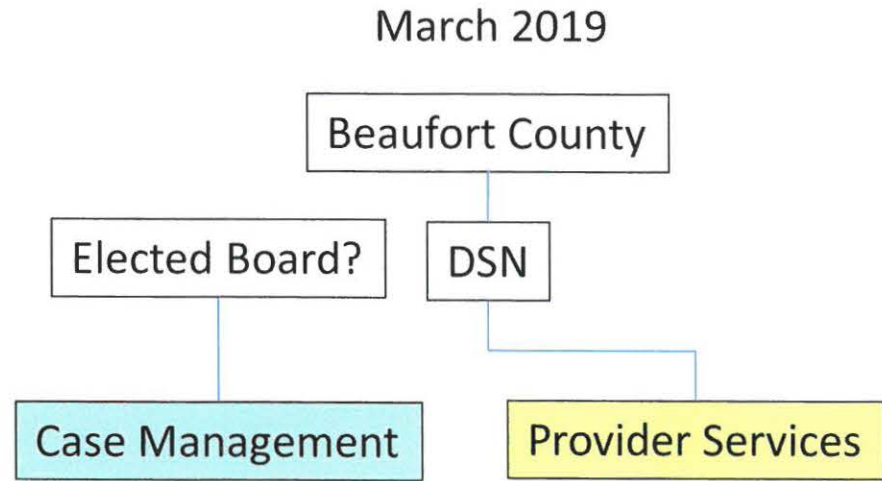 March 2019
Beaufort County
Elected Board?
DSN
Case Management
Provider Services